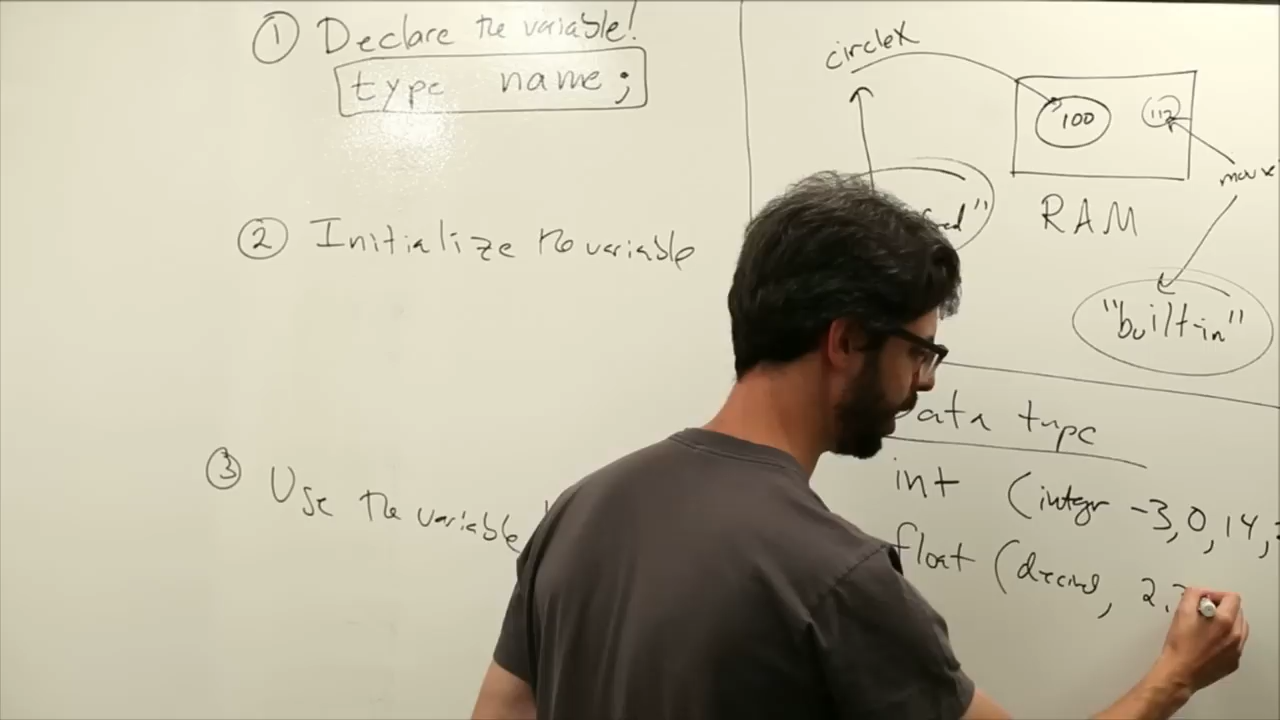 ① Declare the variable!
type name;
② Initialize the variable
③ Use the variable
circleX
100
RAM
"built-in"
Data type
int (integer -3, 0, 14,
float (decimal, 2.